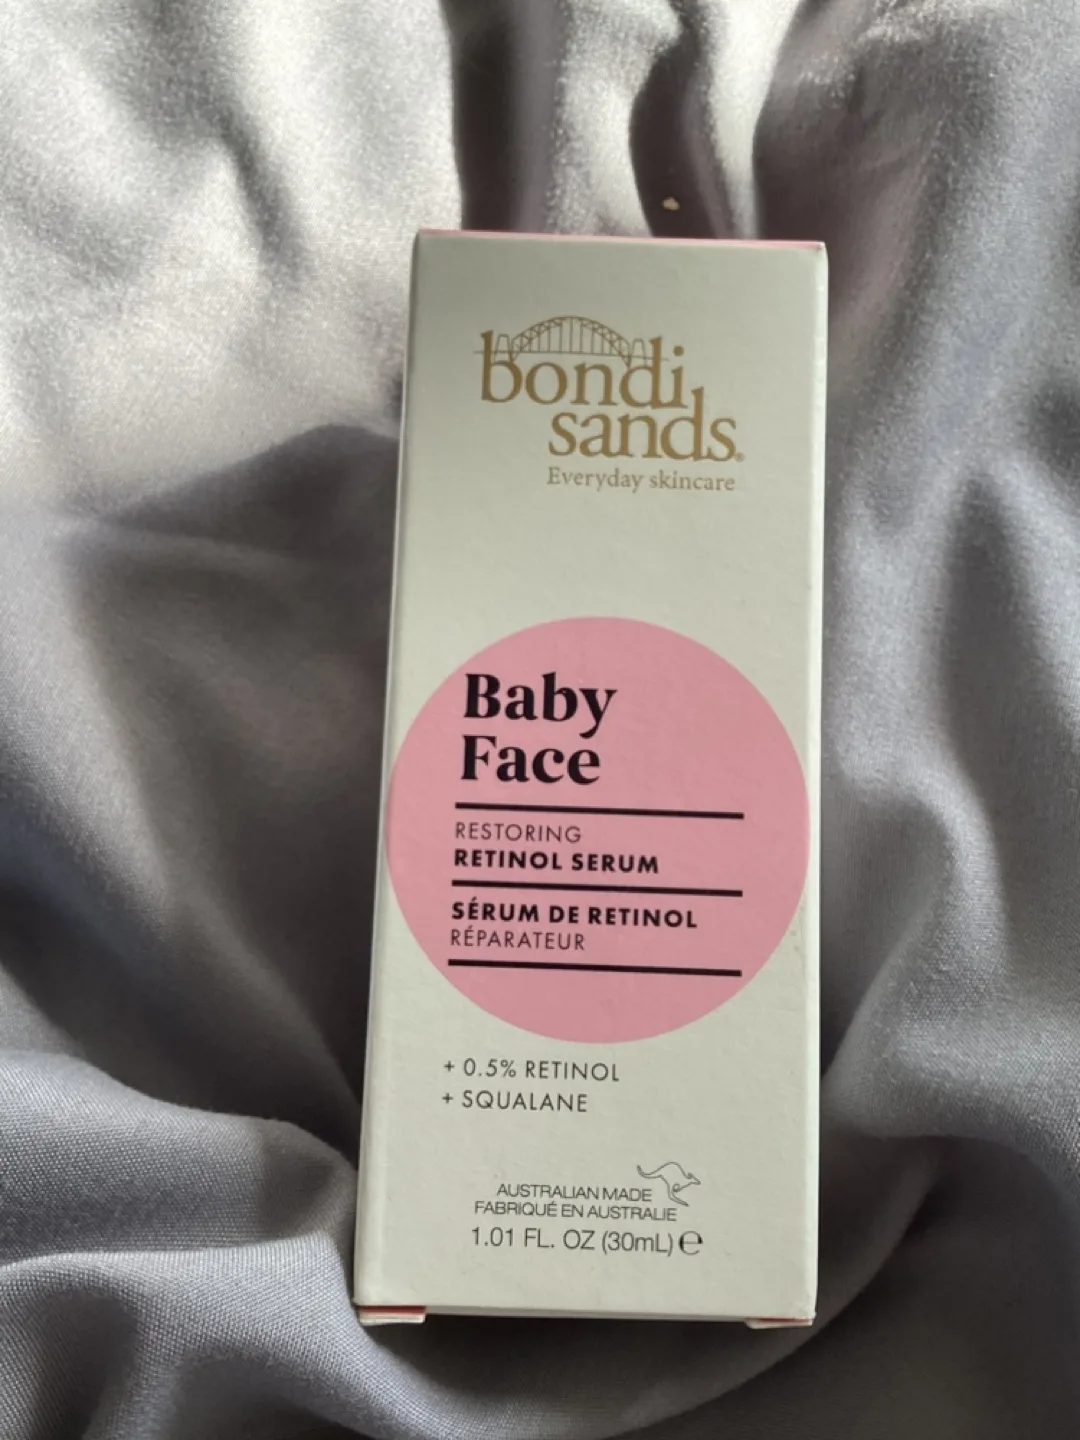 bondi
sands®
Everyday skincare
Baby
Face
RESTORING
RETINOL SERUM
SÉRUM DE RETINOL
RÉPARATEUR
+ 0.5% RETINOL
+ SQUALANE
AUSTRALIAN MADE
FABRIQUÉ EN AUSTRALIE
1.01 FL. OZ (30mL) ℮